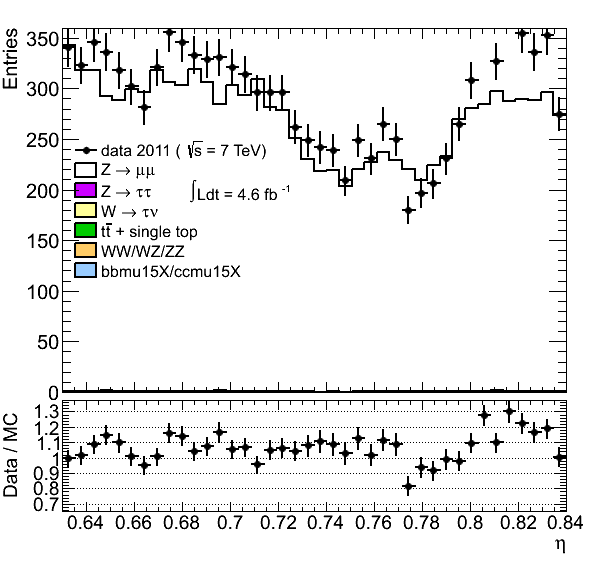 Entries
350
300
250
200
150
100
50
0
data 2011 ( √s = 7 TeV)
Z → μμ
Z → ττ
∫Ldt = 4.6 fb⁻¹
W → τν
tt̄ + single top
WW/WZ/ZZ
bbmu15X/ccmu15X
Data / MC
1.3
1.2
1.1
1
0.9
0.8
0.7
0.64 0.66 0.68 0.7 0.72 0.74 0.76 0.78 0.8 0.82 0.84
η